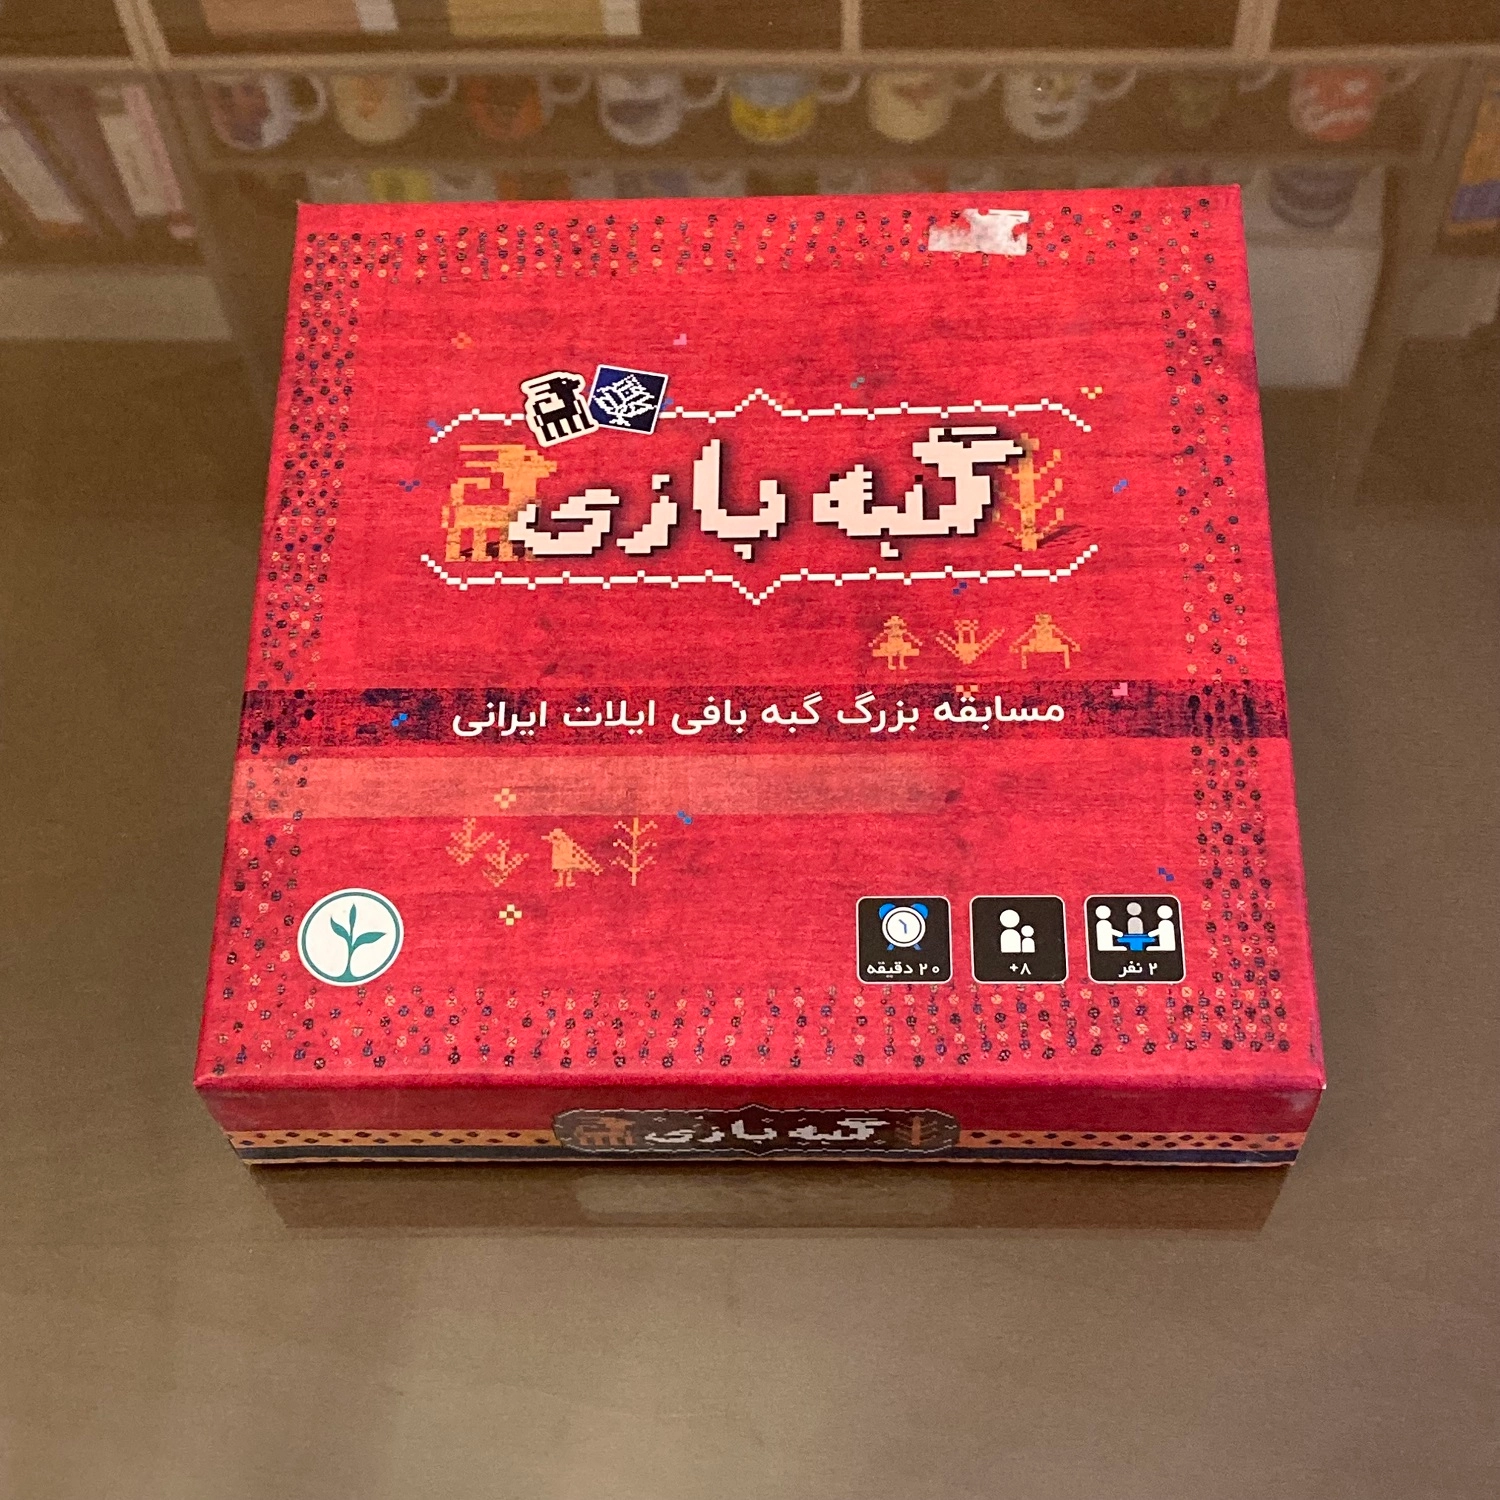 گبه بازی
مسابقه بزرگ گبه بافی ایلات ایرانی
۲۰ دقیقه
+۸
۲ نفر
گبه بازی